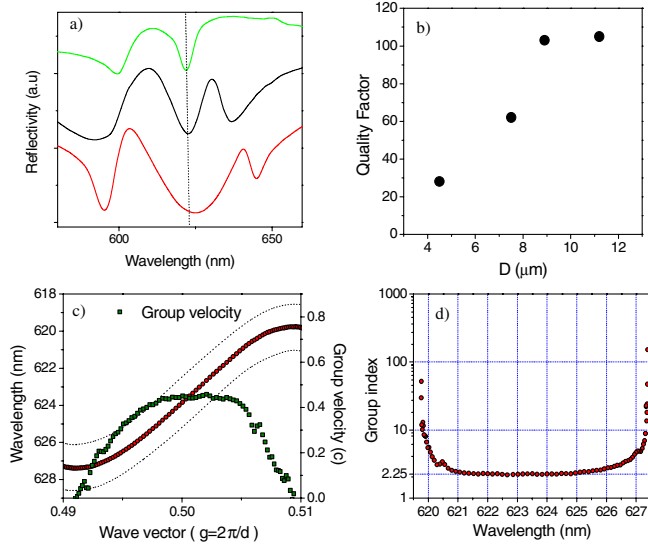 a)
Reflectivity (a.u)
600
650
Wavelength (nm)
b)
Quality Factor
0
20
40
60
80
100
120
4
6
8
10
12
D (μm)
c)
Group velocity
Wavelength (nm)
618
620
622
624
626
628
0.49
0.50
0.51
Wave vector ( g=2π/d )
0.0
0.2
0.4
0.6
0.8
Group velocity (c)
d)
Group index
1000
100
10
2.25
1
620 621 622 623 624 625 626 627
Wavelength (nm)